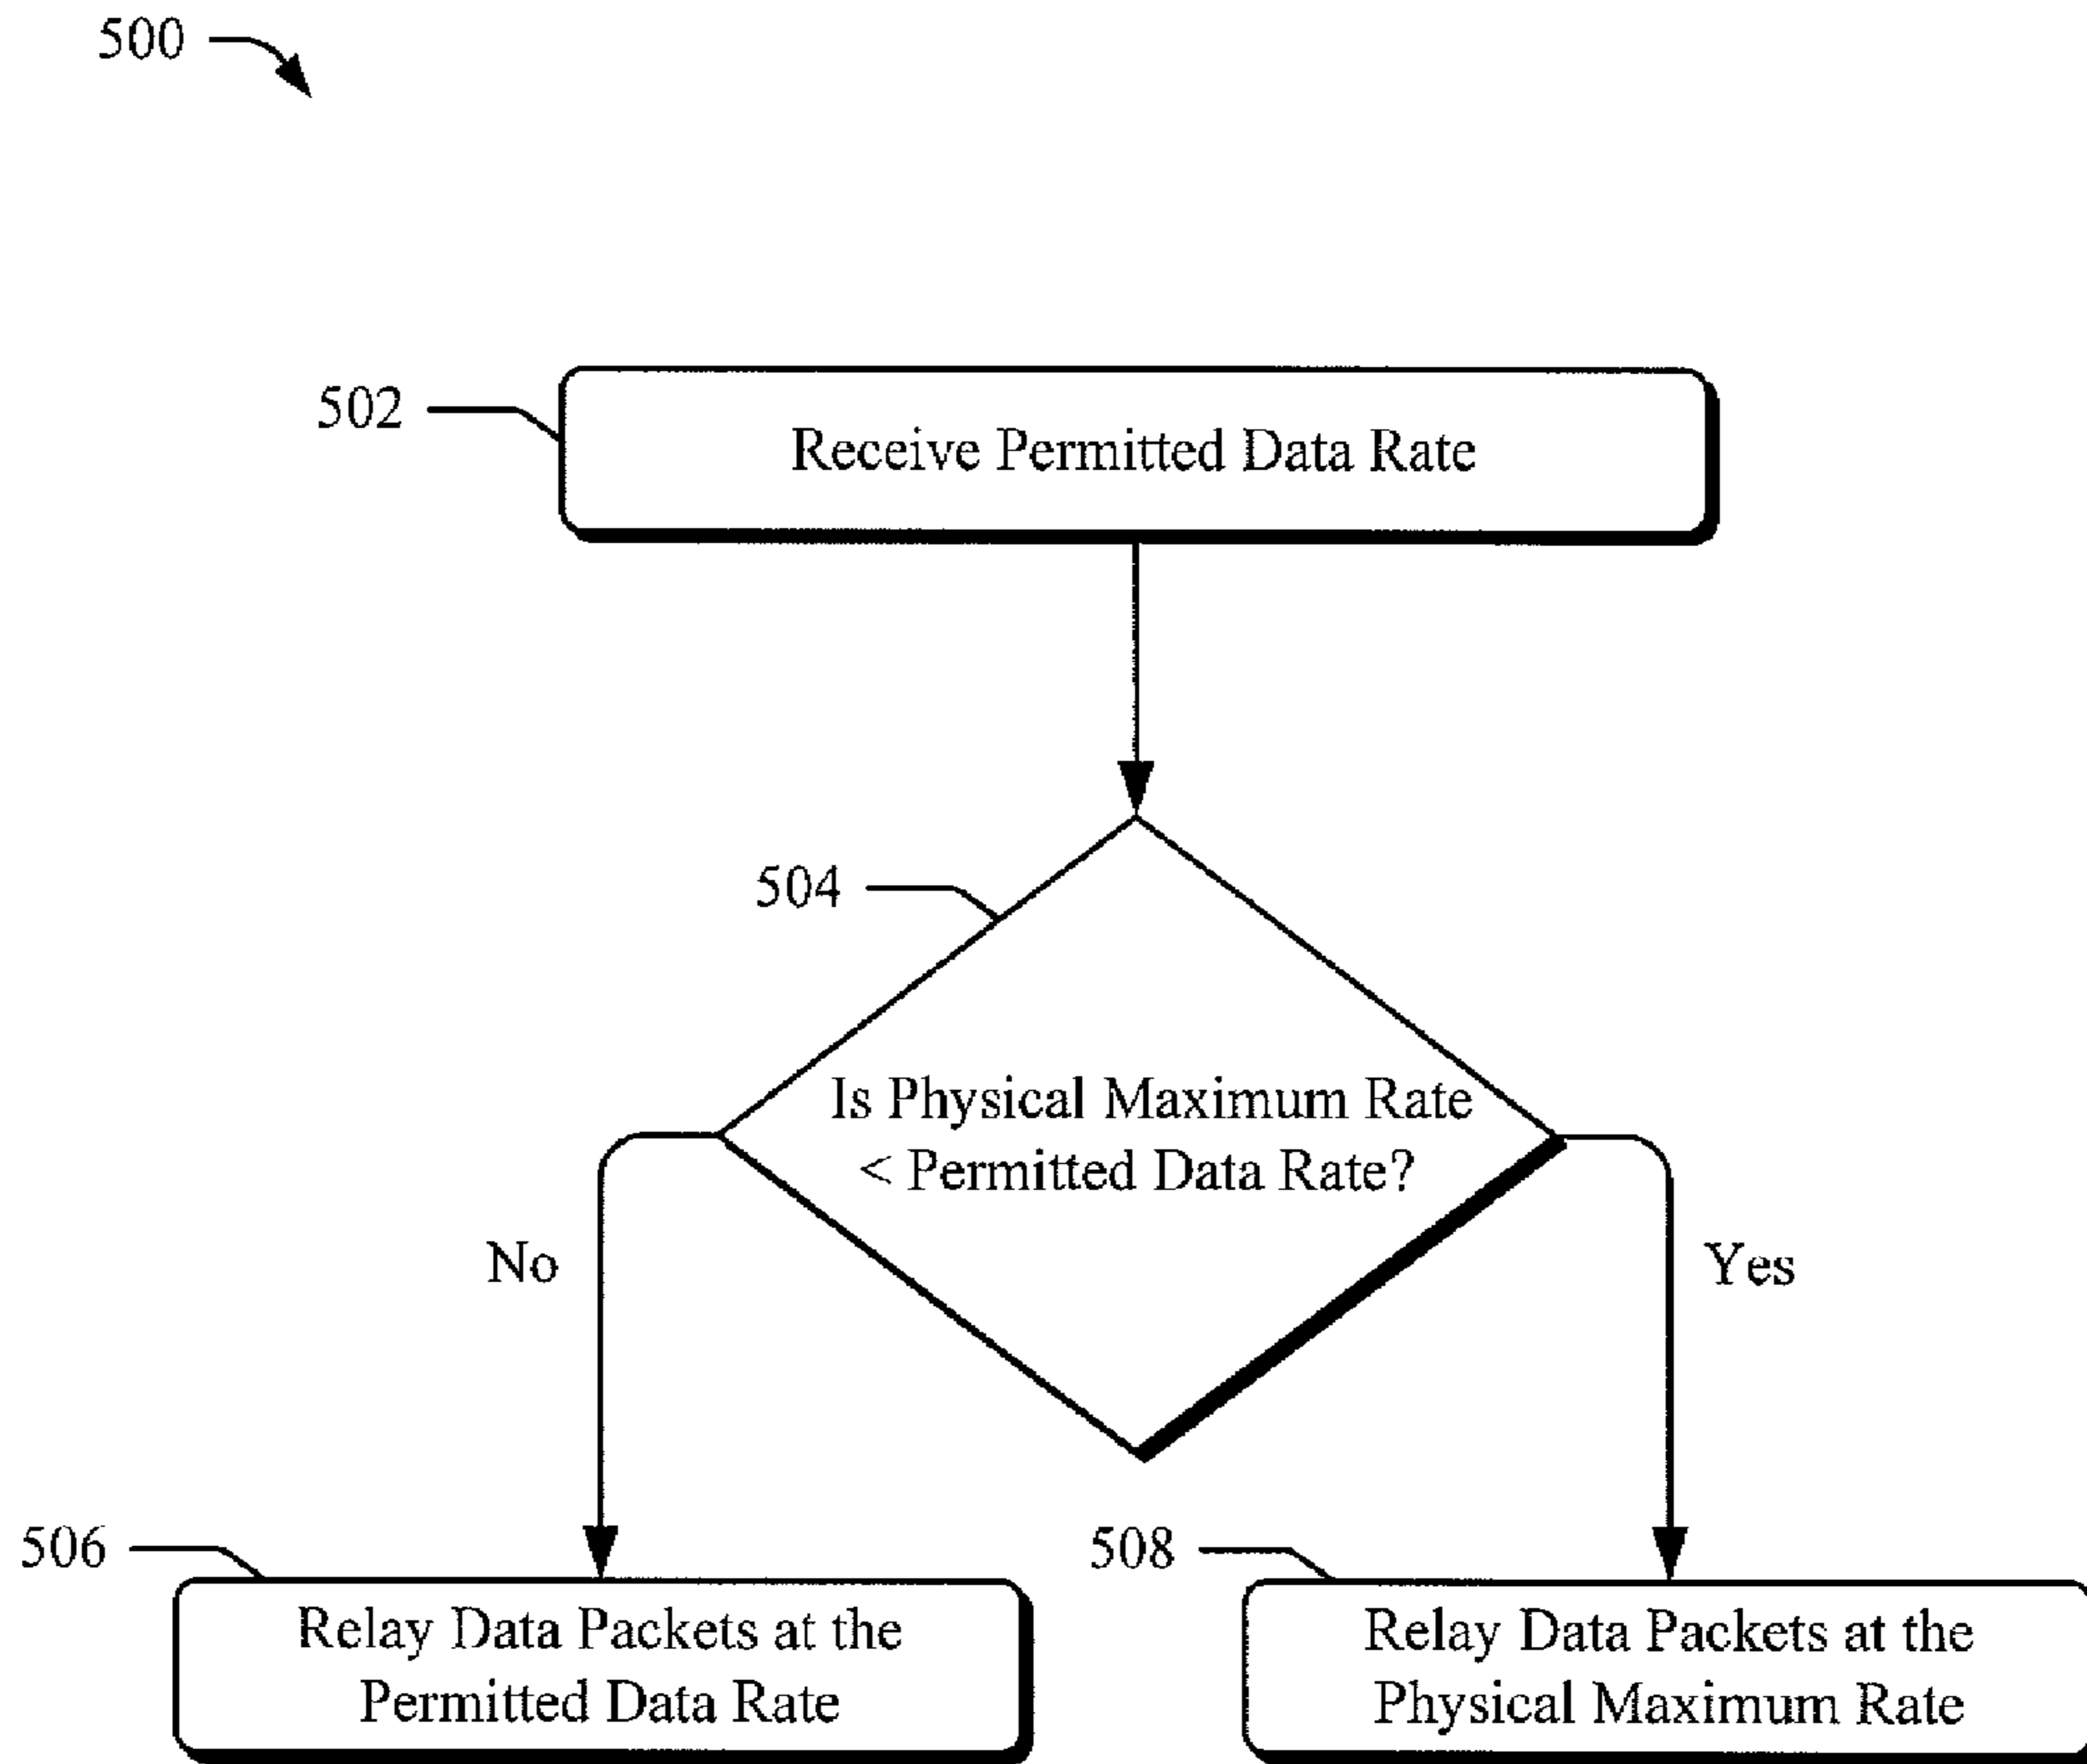 500
502
Receive Permitted Data Rate
504
Is Physical Maximum Rate
< Permitted Data Rate?
No
Yes
506
Relay Data Packets at the
Permitted Data Rate
508
Relay Data Packets at the
Physical Maximum Rate